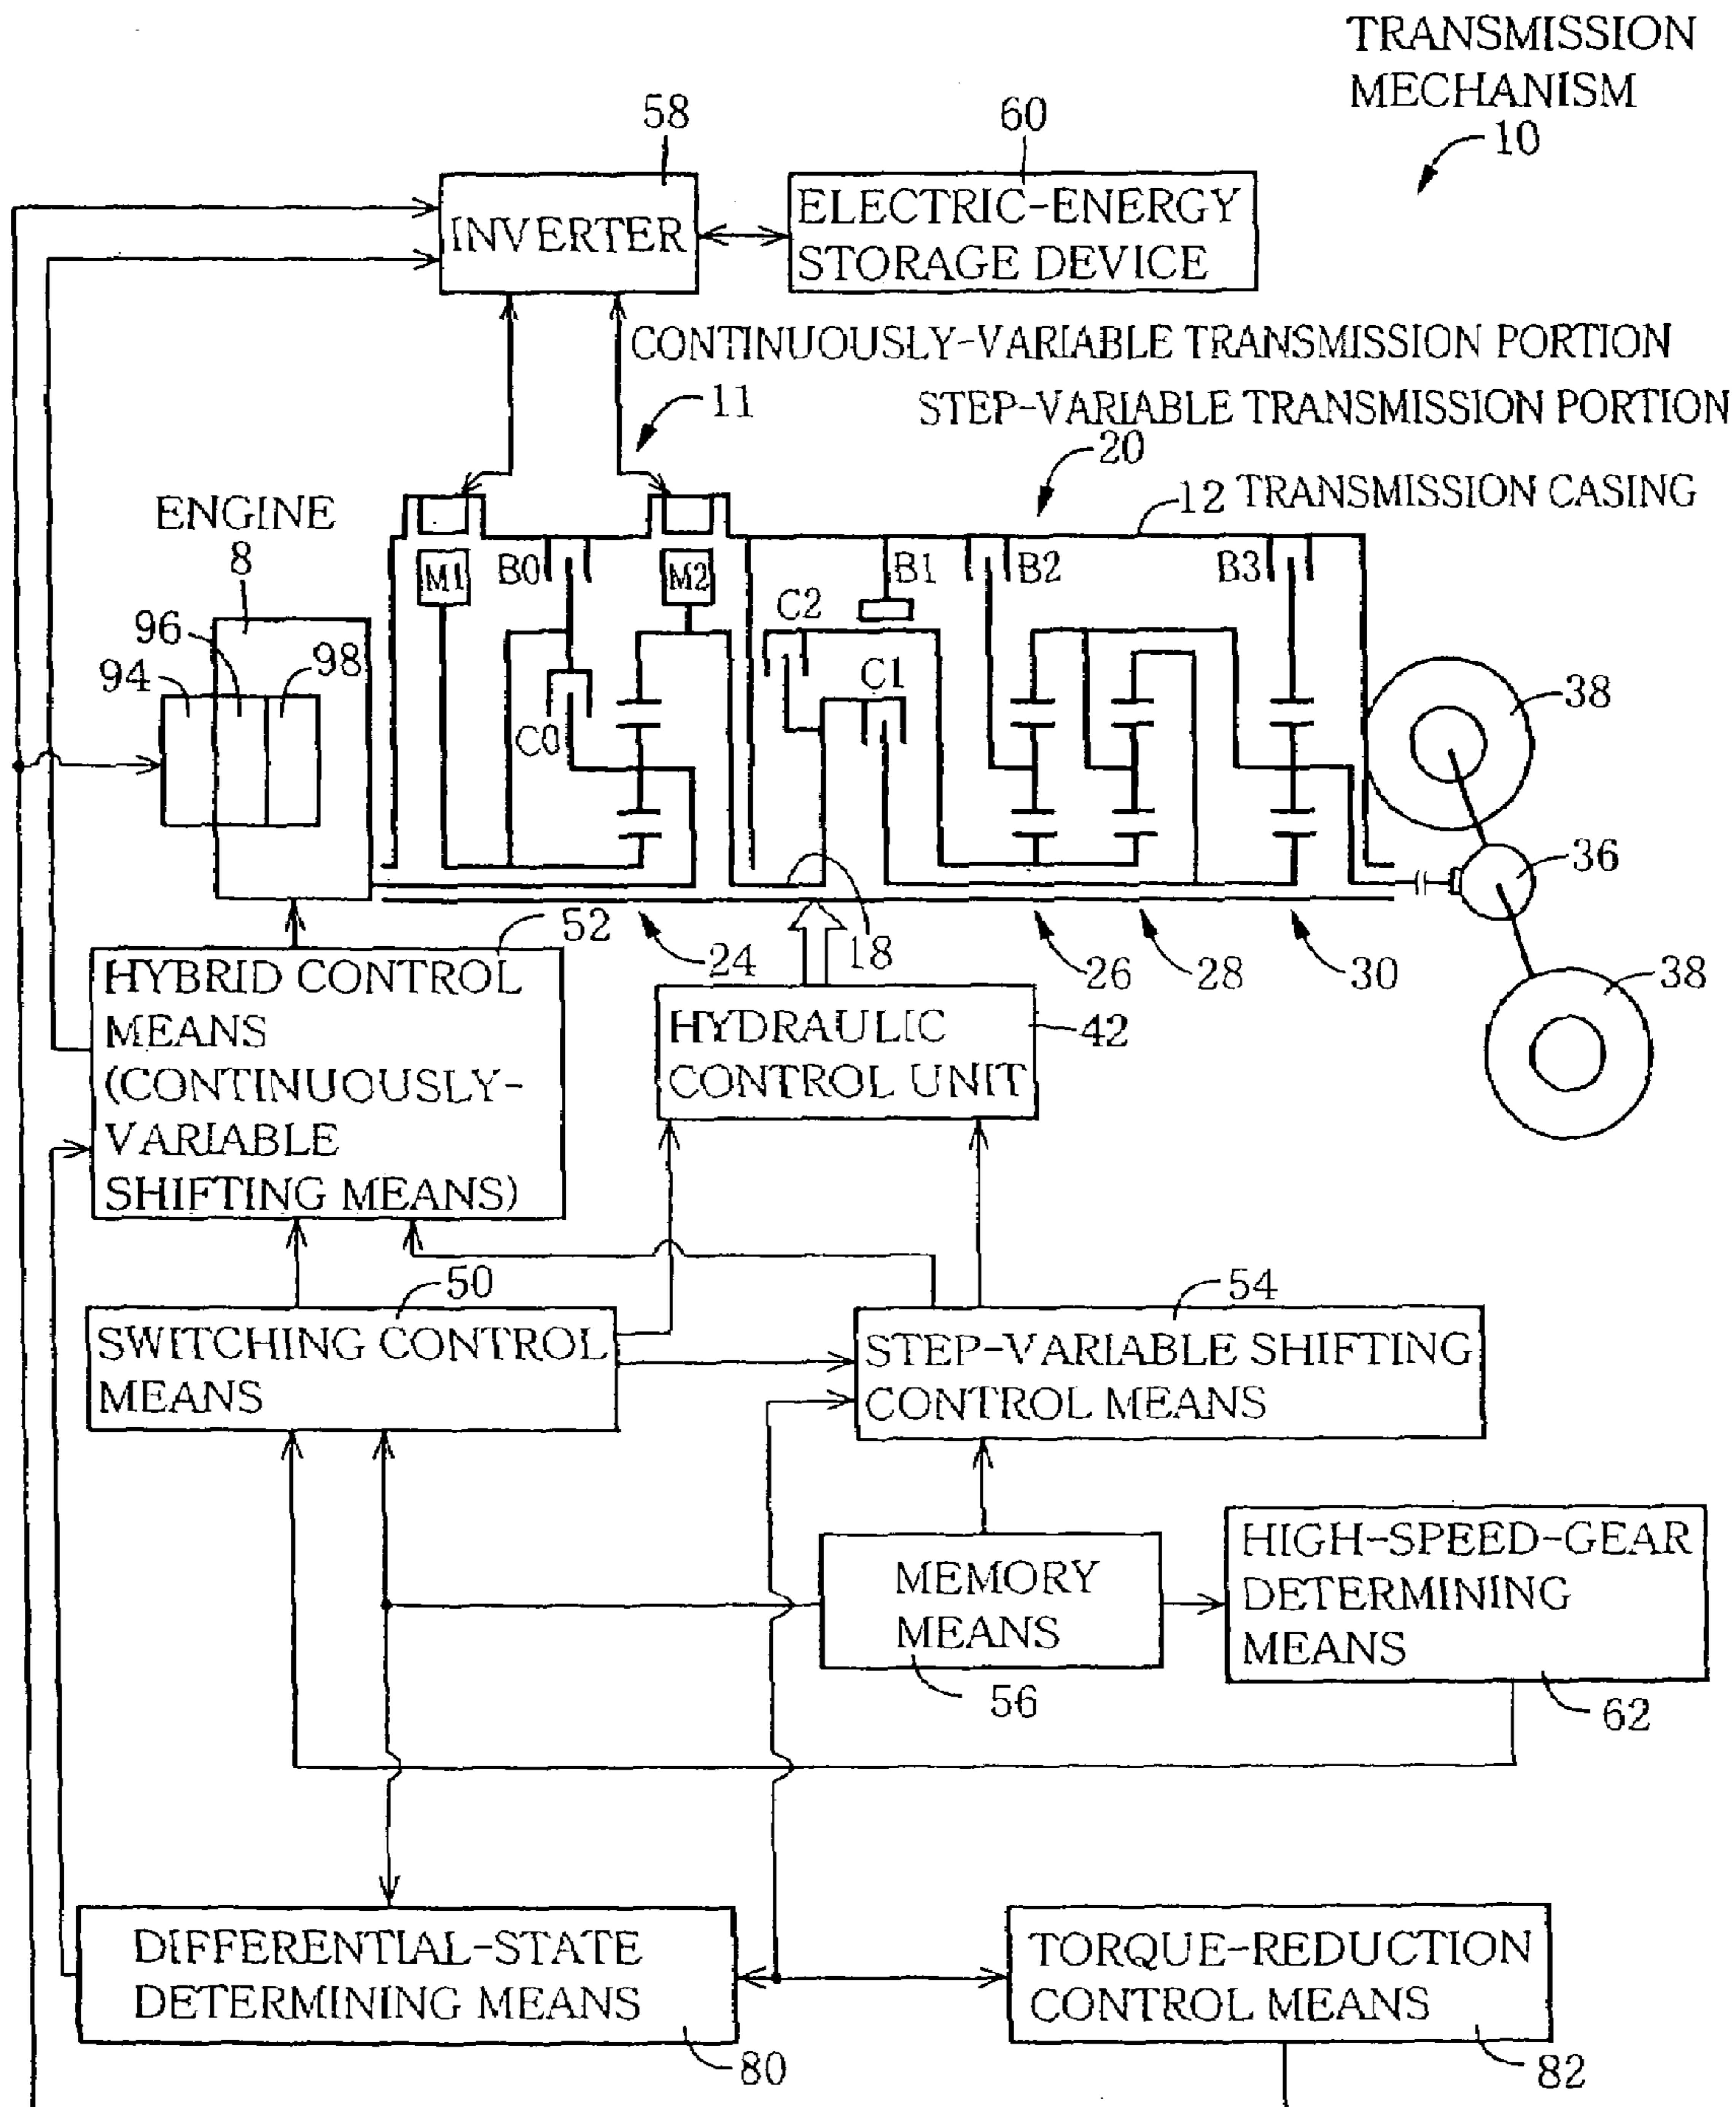 TRANSMISSION
MECHANISM
10
58
60
INVERTER
ELECTRIC-ENERGY
STORAGE DEVICE
CONTINUOUSLY-VARIABLE TRANSMISSION PORTION
11
STEP-VARIABLE TRANSMISSION PORTION
20
12 TRANSMISSION CASING
ENGINE
8
M1
B0
M2
B1
B2
B3
C2
96
94
98
C1
C0
38
36
52
24
18
26
28
30
38
HYBRID CONTROL
MEANS
(CONTINUOUSLY-
VARIABLE
SHIFTING MEANS)
HYDRAULIC
CONTROL UNIT
42
50
54
SWITCHING CONTROL
MEANS
STEP-VARIABLE SHIFTING
CONTROL MEANS
MEMORY
MEANS
56
HIGH-SPEED-GEAR
DETERMINING
MEANS
62
DIFFERENTIAL-STATE
DETERMINING MEANS
80
TORQUE-REDUCTION
CONTROL MEANS
82